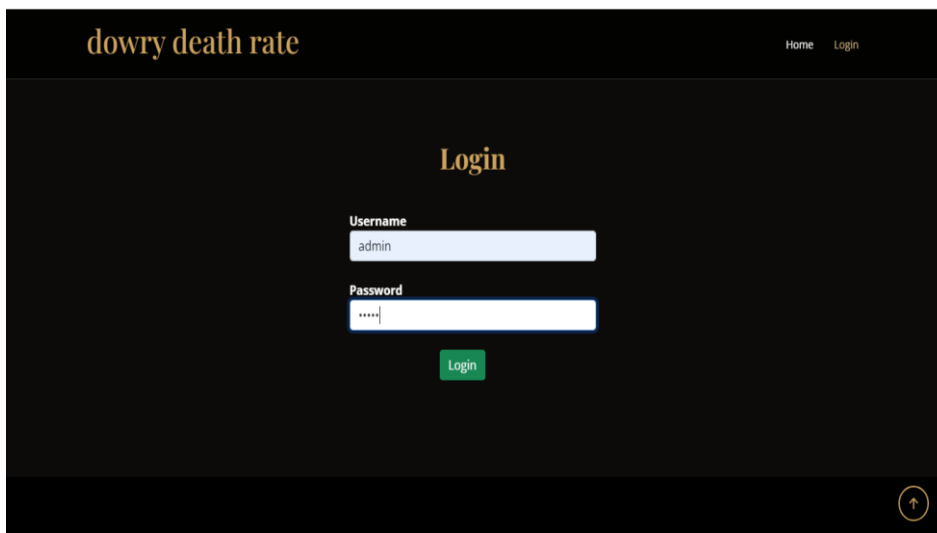 dowry death rate
Home Login
Login
Username
admin
Password
•••••
Login